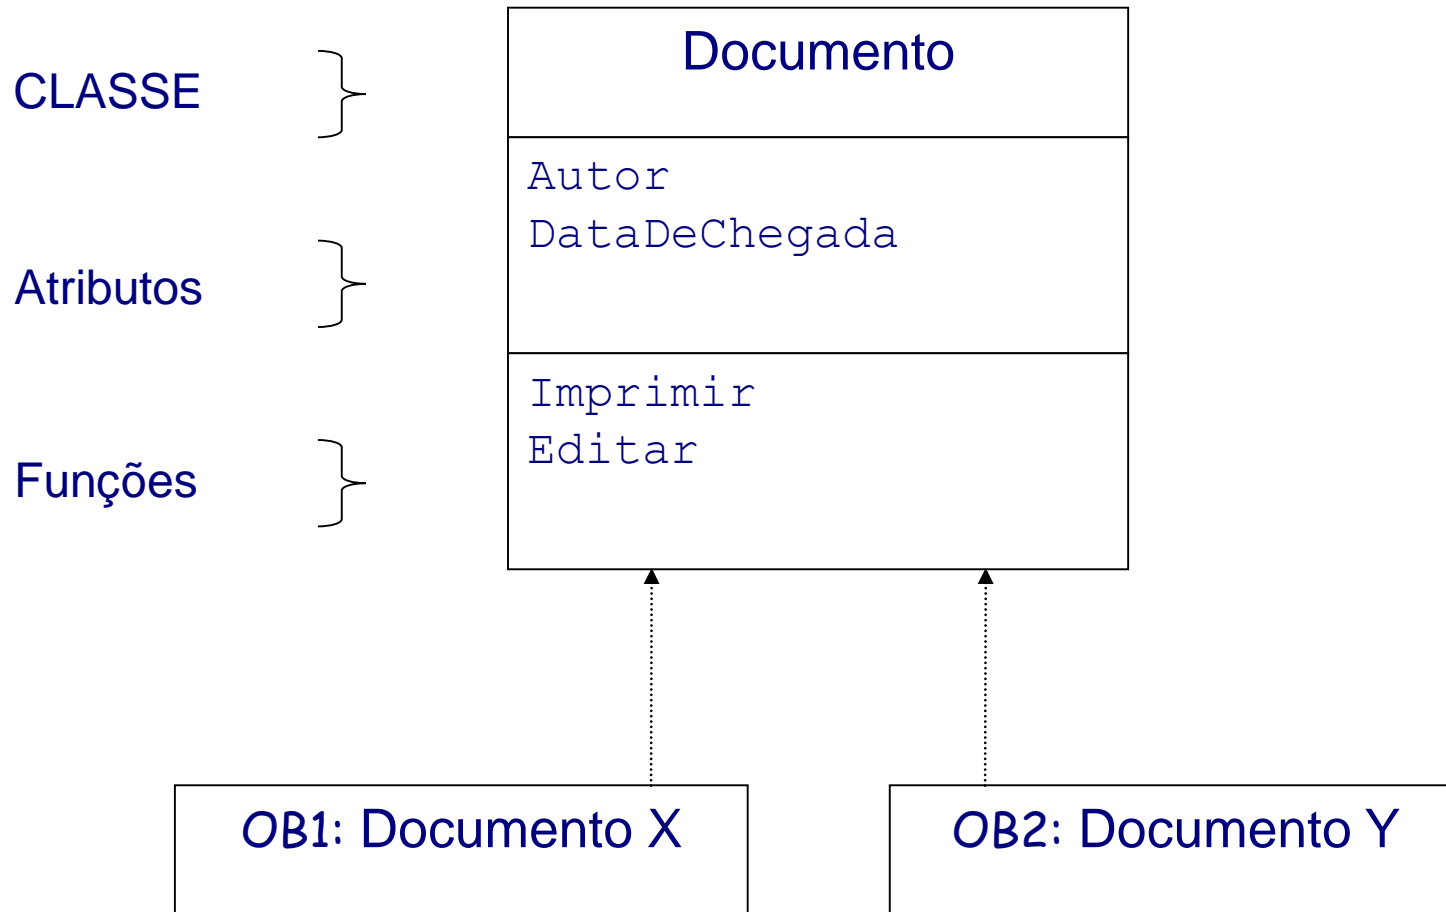 Documento
CLASSE
Autor
DataDeChegada
Atributos
Imprimir
Editar
Funções
OB1: Documento X
OB2: Documento Y